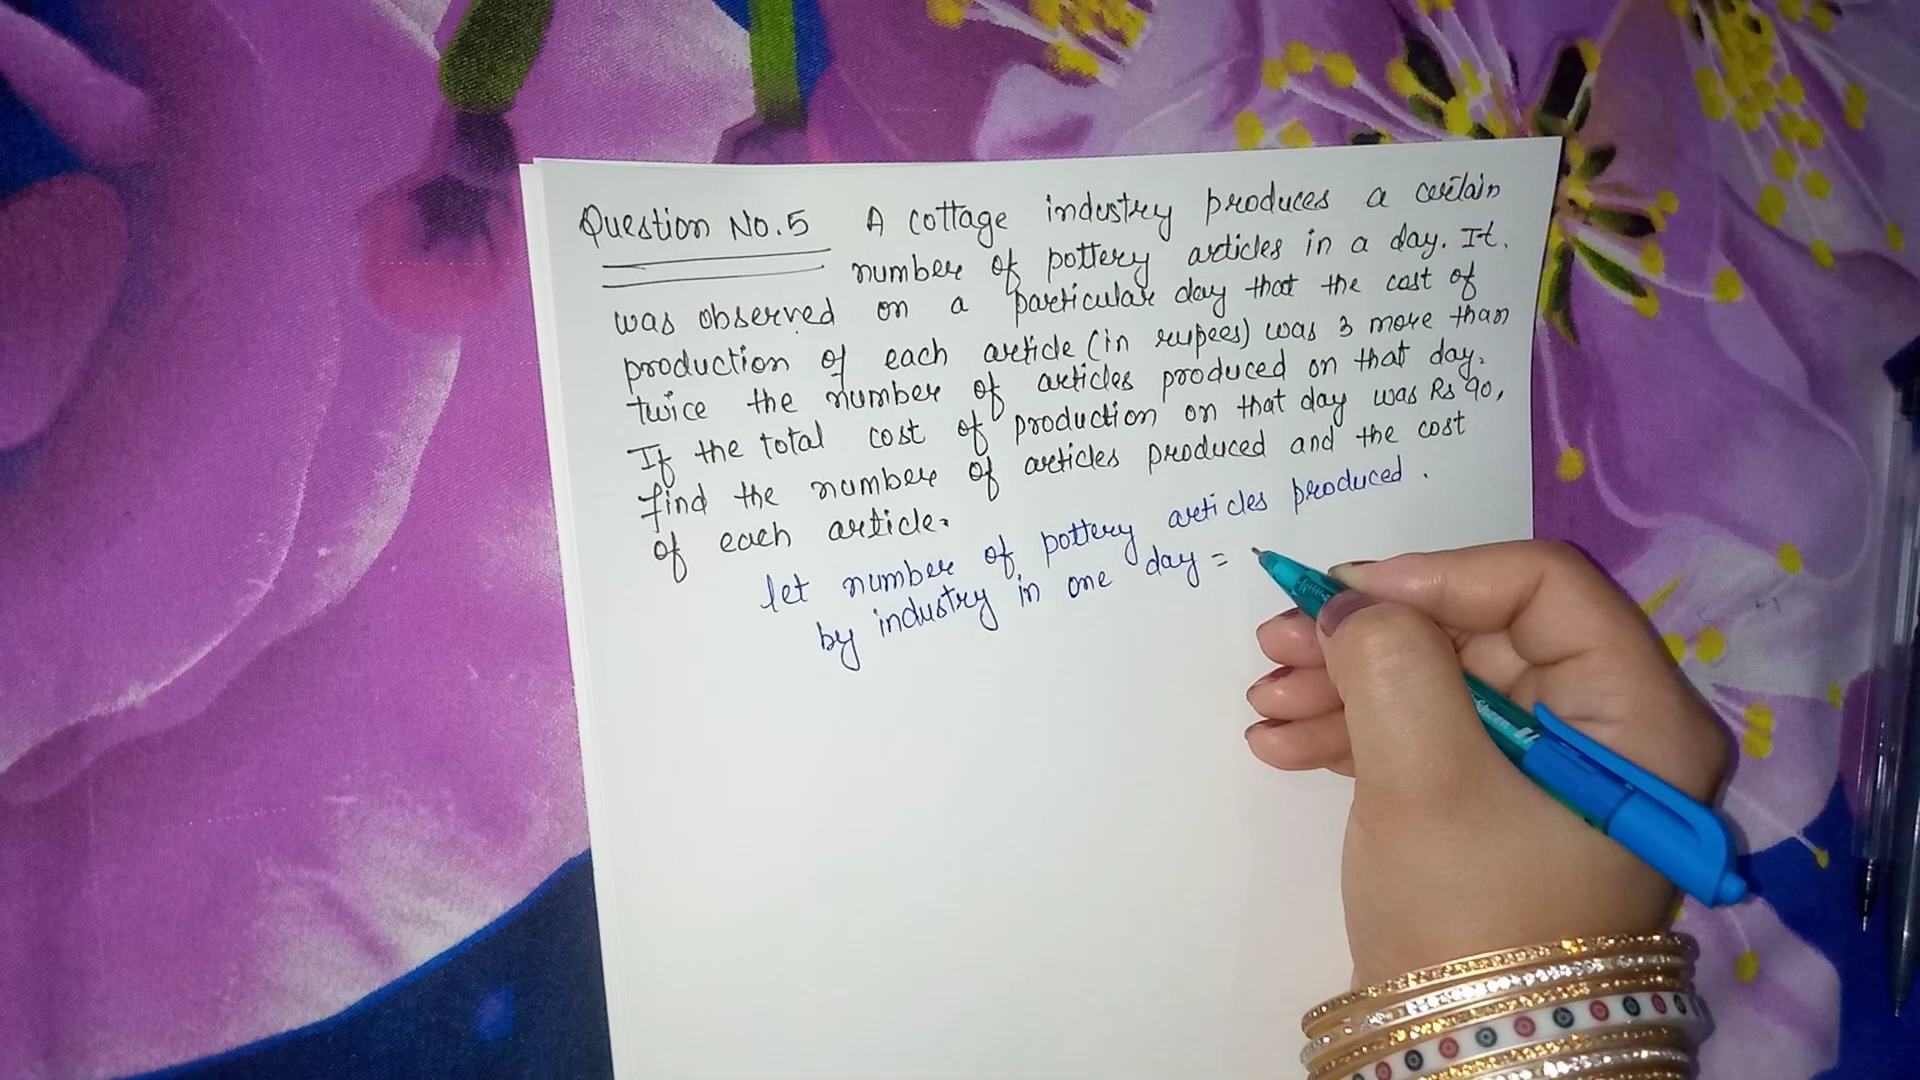 Question No.5 A cottage industry produces a certain
number of pottery articles in a day. It
was observed on a particular day that the cost of
production of each article (in rupees) was 3 more than
twice the number of articles produced on that day.
If the total cost of production on that day was Rs 90,
find the number of articles produced and the cost
of each article.
let number of pottery articles produced.
by industry in one day =